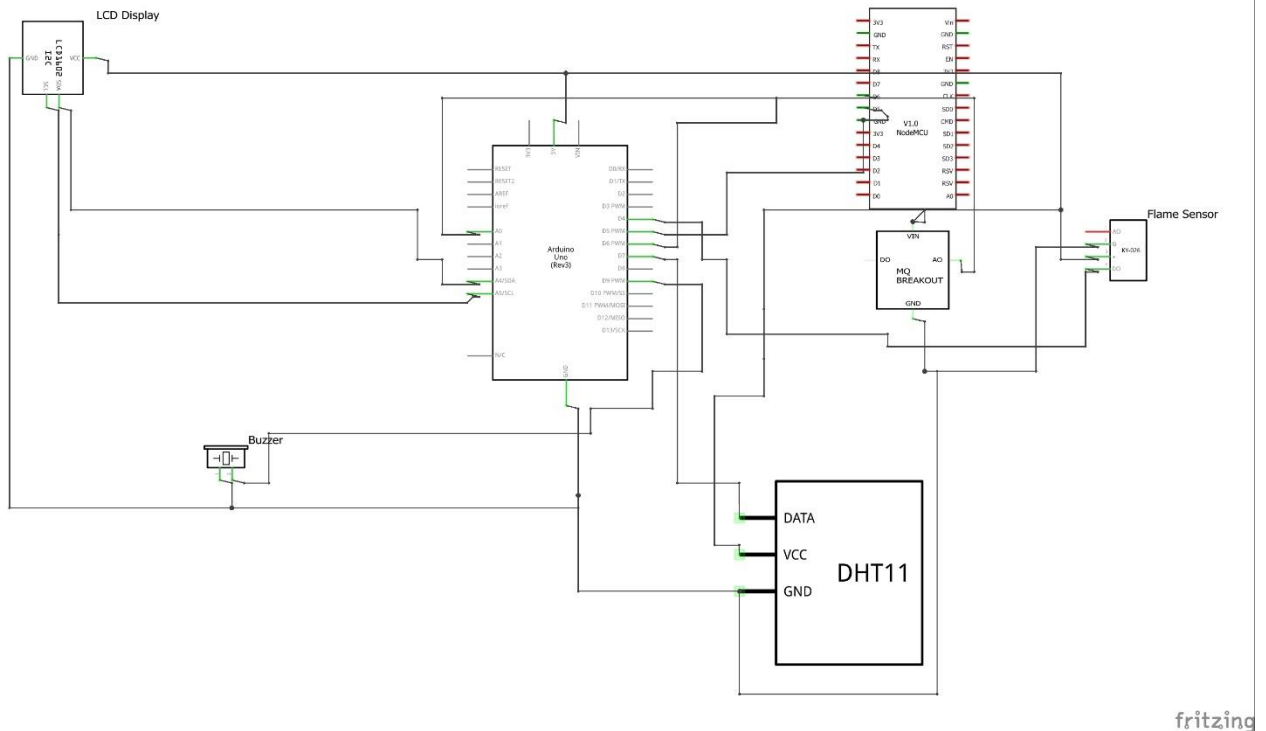 LCD Display
LCD1602
I2C
GND
VCC
SCL
SDA
3V3
GND
TX
RX
D8
D7
D6
D5
GND
3V3
D4
D3
D2
D1
D0
Vin
GND
RST
EN
3V3
GND
CLK
SD0
CMD
SD1
SD2
SD3
RSV
RSV
A0
V1.0
NodeMCU
3V3
5V
VIN
RESET
RESET2
AREF
ioref
A0
A1
A2
A3
A4/SDA
A5/SCL
N/C
D0/RX
D1/TX
D2
D3 PWM
D4
D5 PWM
D6 PWM
D7
D8
D9 PWM
D10 PWM/SS
D11 PWM/MOSI
D12/MISO
D13/SCK
GND
Arduino
Uno
(Rev3)
VIN
DO
AO
MQ
BREAKOUT
GND
Flame Sensor
AO
G
+
DO
KY-026
Buzzer
DATA
VCC
GND
DHT11
fritzing